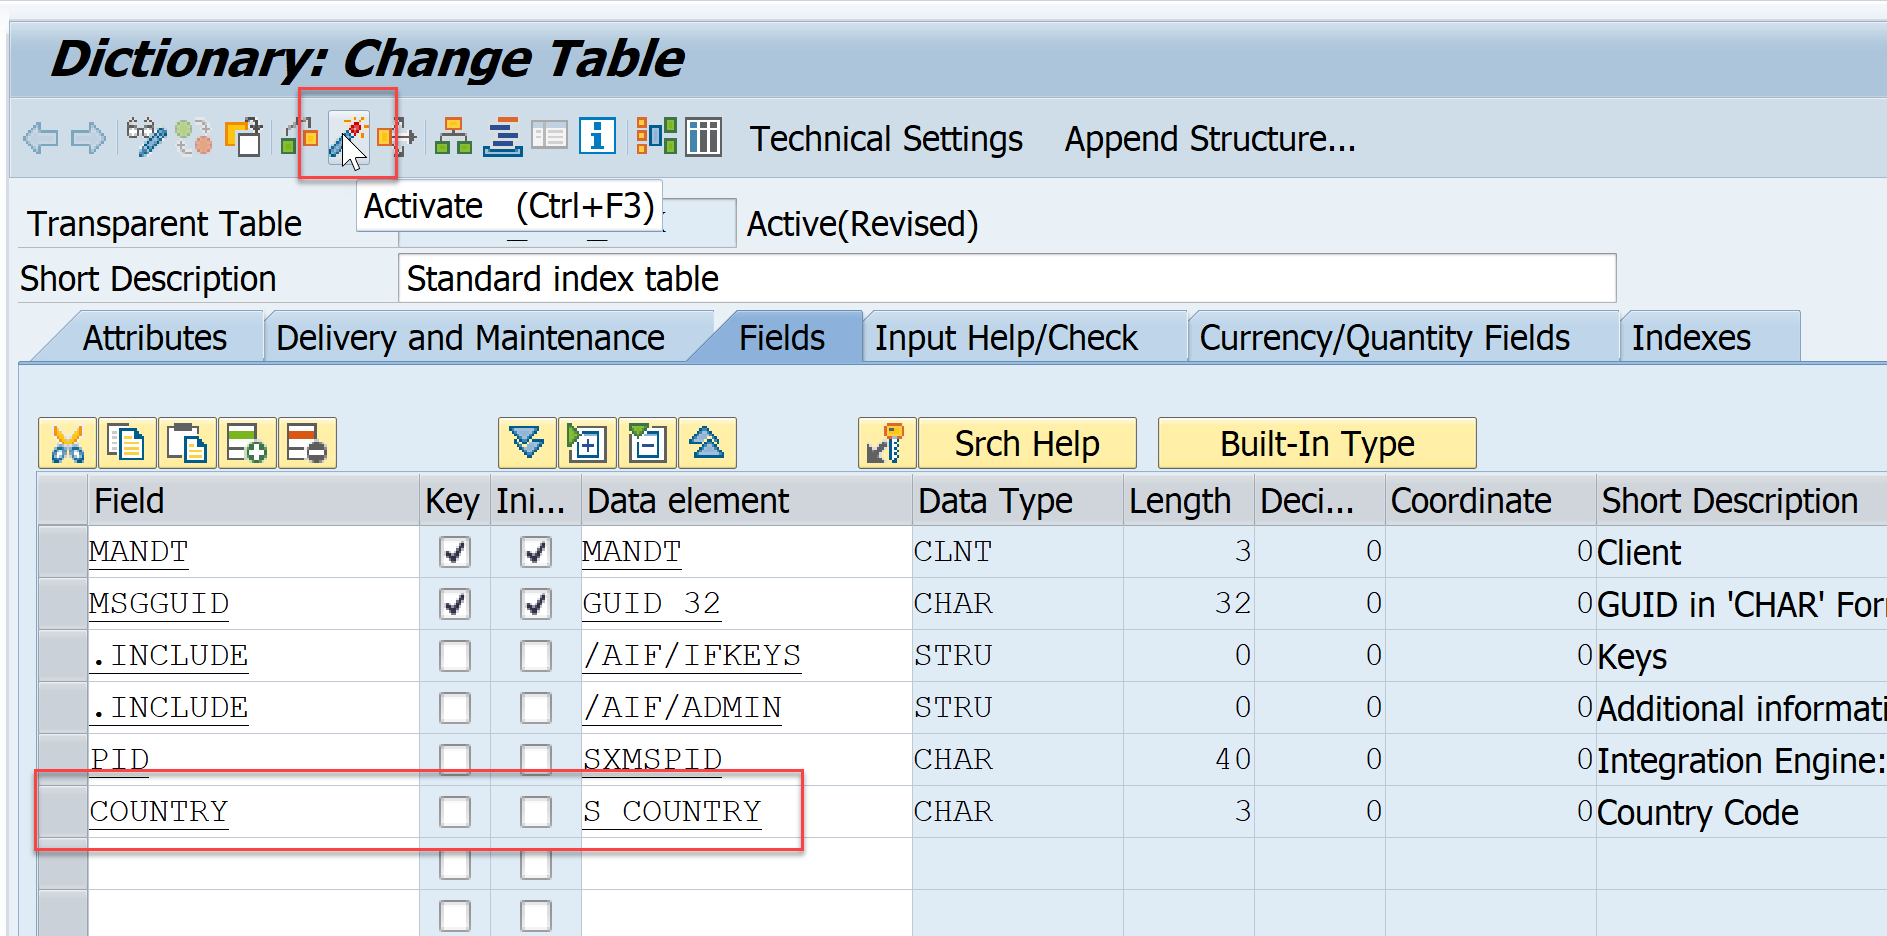 Dictionary: Change Table
Technical Settings Append Structure...
Activate (Ctrl+F3)
Transparent Table Active(Revised)
Short Description Standard index table
Attributes Delivery and Maintenance Fields Input Help/Check Currency/Quantity Fields Indexes
Srch Help Built-In Type
Field Key Ini... Data element Data Type Length Deci... Coordinate Short Description
MANDT MANDT CLNT 3 0 0 Client
MSGGUID GUID_32 CHAR 32 0 0 GUID in 'CHAR' For
.INCLUDE /AIF/IFKEYS STRU 0 0 0 Keys
.INCLUDE /AIF/ADMIN STRU 0 0 0 Additional informati
PID SXMSPID CHAR 40 0 0 Integration Engine:
COUNTRY S_COUNTRY CHAR 3 0 0 Country Code